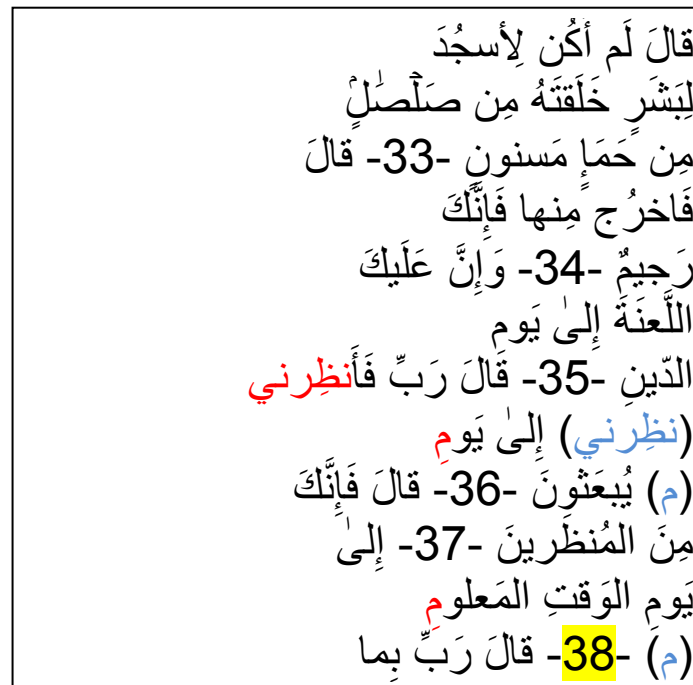 قالَ لَم أَكُن لِأَسجُدَ
لِبَشَرٍ خَلَقتَهُ مِن صَلۡصَٰلٖ
مِن حَمَإٍ مَسنونٍ -33- قالَ
فَاخرُج مِنها فَإِنَّكَ
رَجيمٌ -34- وَإِنَّ عَلَيكَ
اللَّعنَةَ إِلىٰ يَومِ
الدّينِ -35- قالَ رَبِّ فَأَنظِرني
(نظِرني) إِلىٰ يَومِ
(م) يُبعَثونَ -36- قالَ فَإِنَّكَ
مِنَ المُنظَرينَ -37- إِلىٰ
يَومِ الوَقتِ المَعلومِ
(م) -38- قالَ رَبِّ بِما